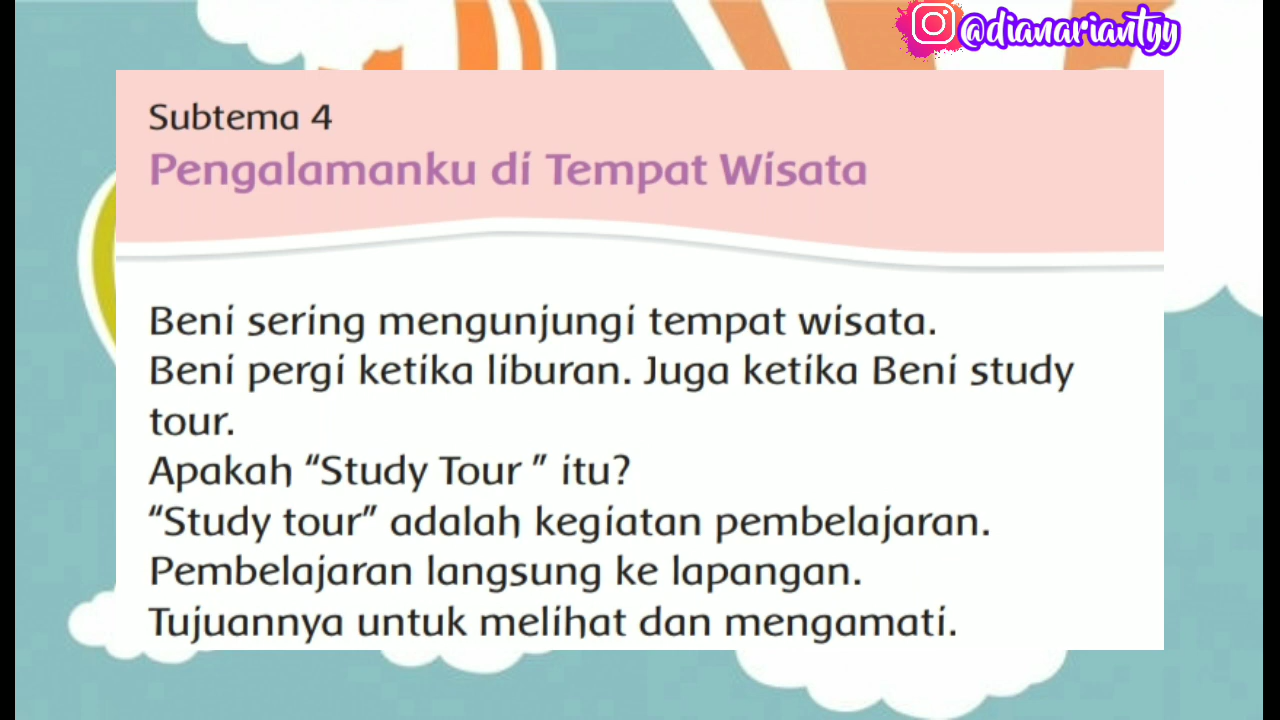 @dianariantyy
Subtema 4
Pengalamanku di Tempat Wisata
Beni sering mengunjungi tempat wisata.
Beni pergi ketika liburan. Juga ketika Beni study
tour.
Apakah “Study Tour ” itu?
“Study tour” adalah kegiatan pembelajaran.
Pembelajaran langsung ke lapangan.
Tujuannya untuk melihat dan mengamati.